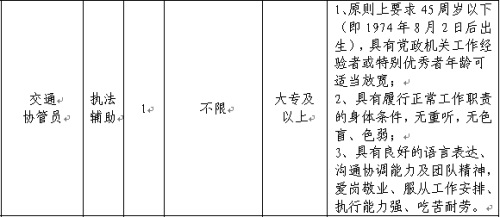 交通
协管员
执法
辅助
1
不限
大专及
以上
1、原则上要求 45 周岁以下
（即 1974 年 8 月 2 日后出
生），具有党政机关工作经
验者或特别优秀者年龄可
适当放宽；
2、具有履行正常工作职责
的身体条件，无重听，无色
盲、色弱；
3、具有良好的语言表达、
沟通协调能力及团队精神，
爱岗敬业、服从工作安排、
执行能力强、吃苦耐劳。